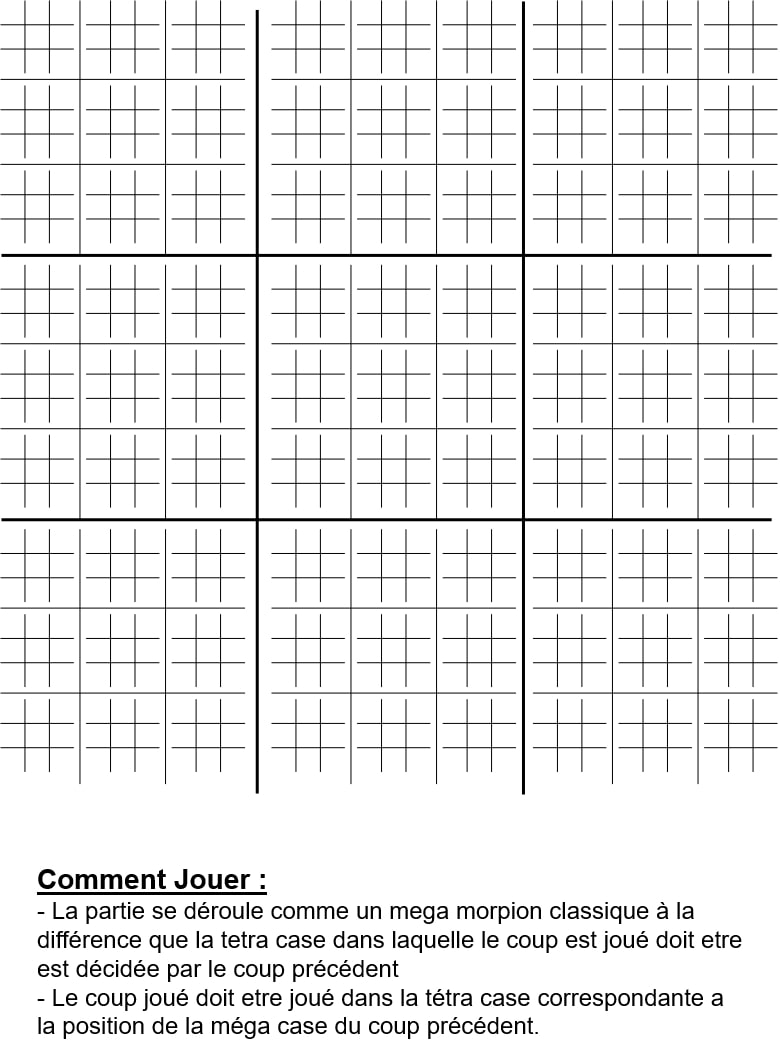 Comment Jouer :
- La partie se déroule comme un mega morpion classique à la
différence que la tetra case dans laquelle le coup est joué doit etre
est décidée par le coup précédent
- Le coup joué doit etre joué dans la tétra case correspondante a
la position de la méga case du coup précédent.